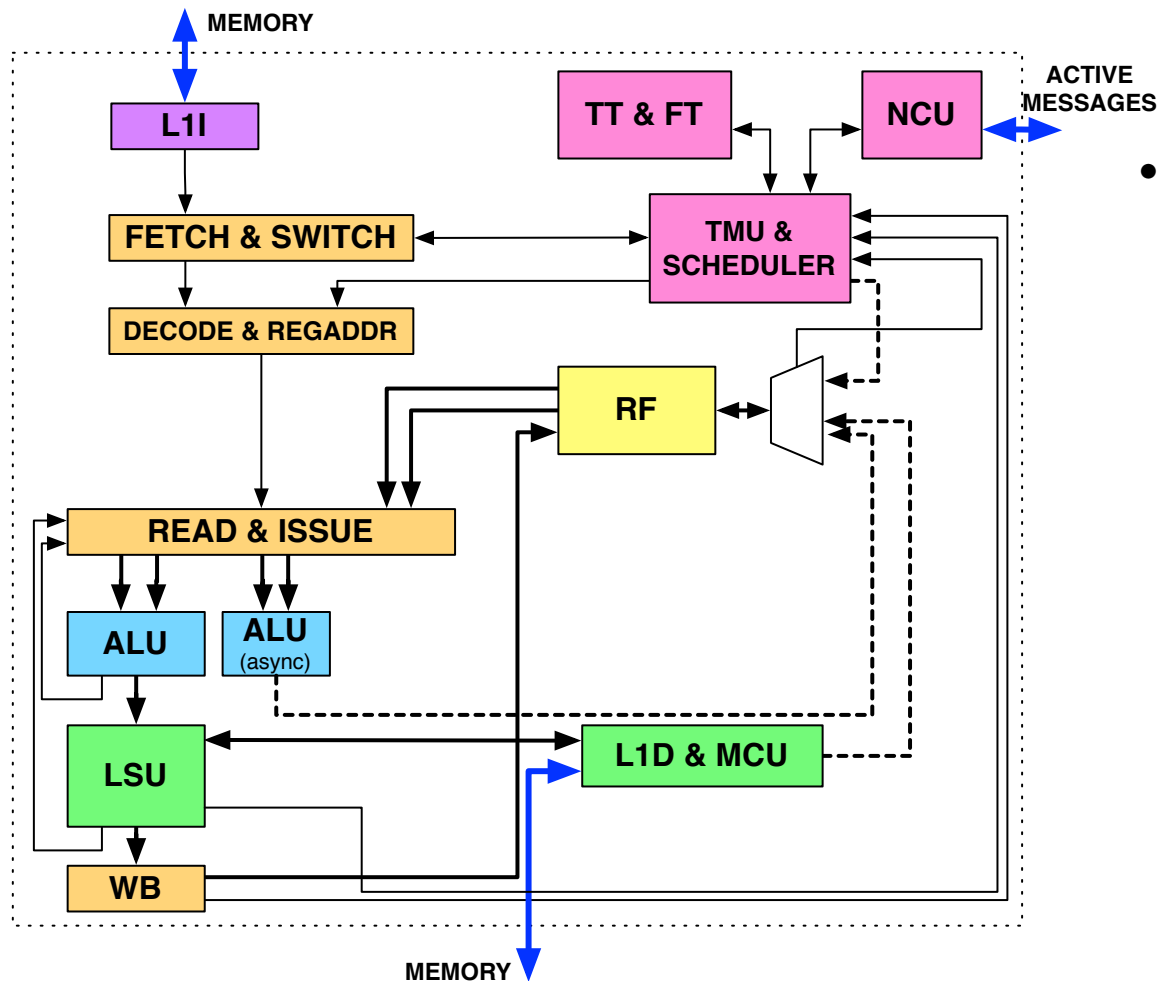 MEMORY
ACTIVE
MESSAGES
L1I
TT & FT
NCU
FETCH & SWITCH
TMU &
SCHEDULER
DECODE & REGADDR
RF
READ & ISSUE
ALU
ALU
(async)
LSU
L1D & MCU
WB
MEMORY